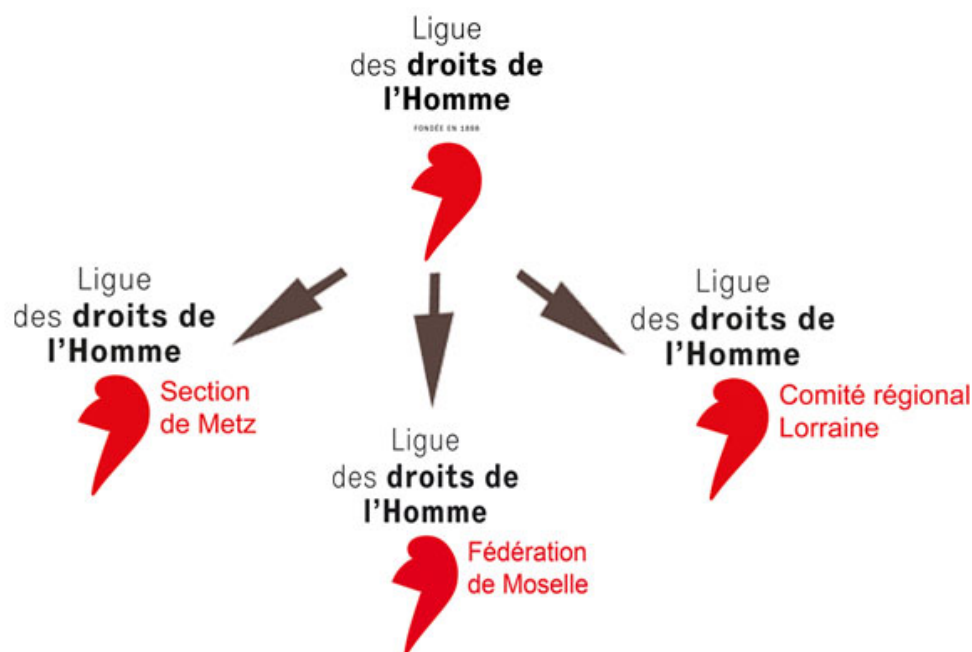 Ligue
des droits de
l'Homme
FONDÉE EN 1898
Ligue
des droits de
l'Homme
Section
de Metz
Ligue
des droits de
l'Homme
Fédération
de Moselle
Ligue
des droits de
l'Homme
Comité régional
Lorraine